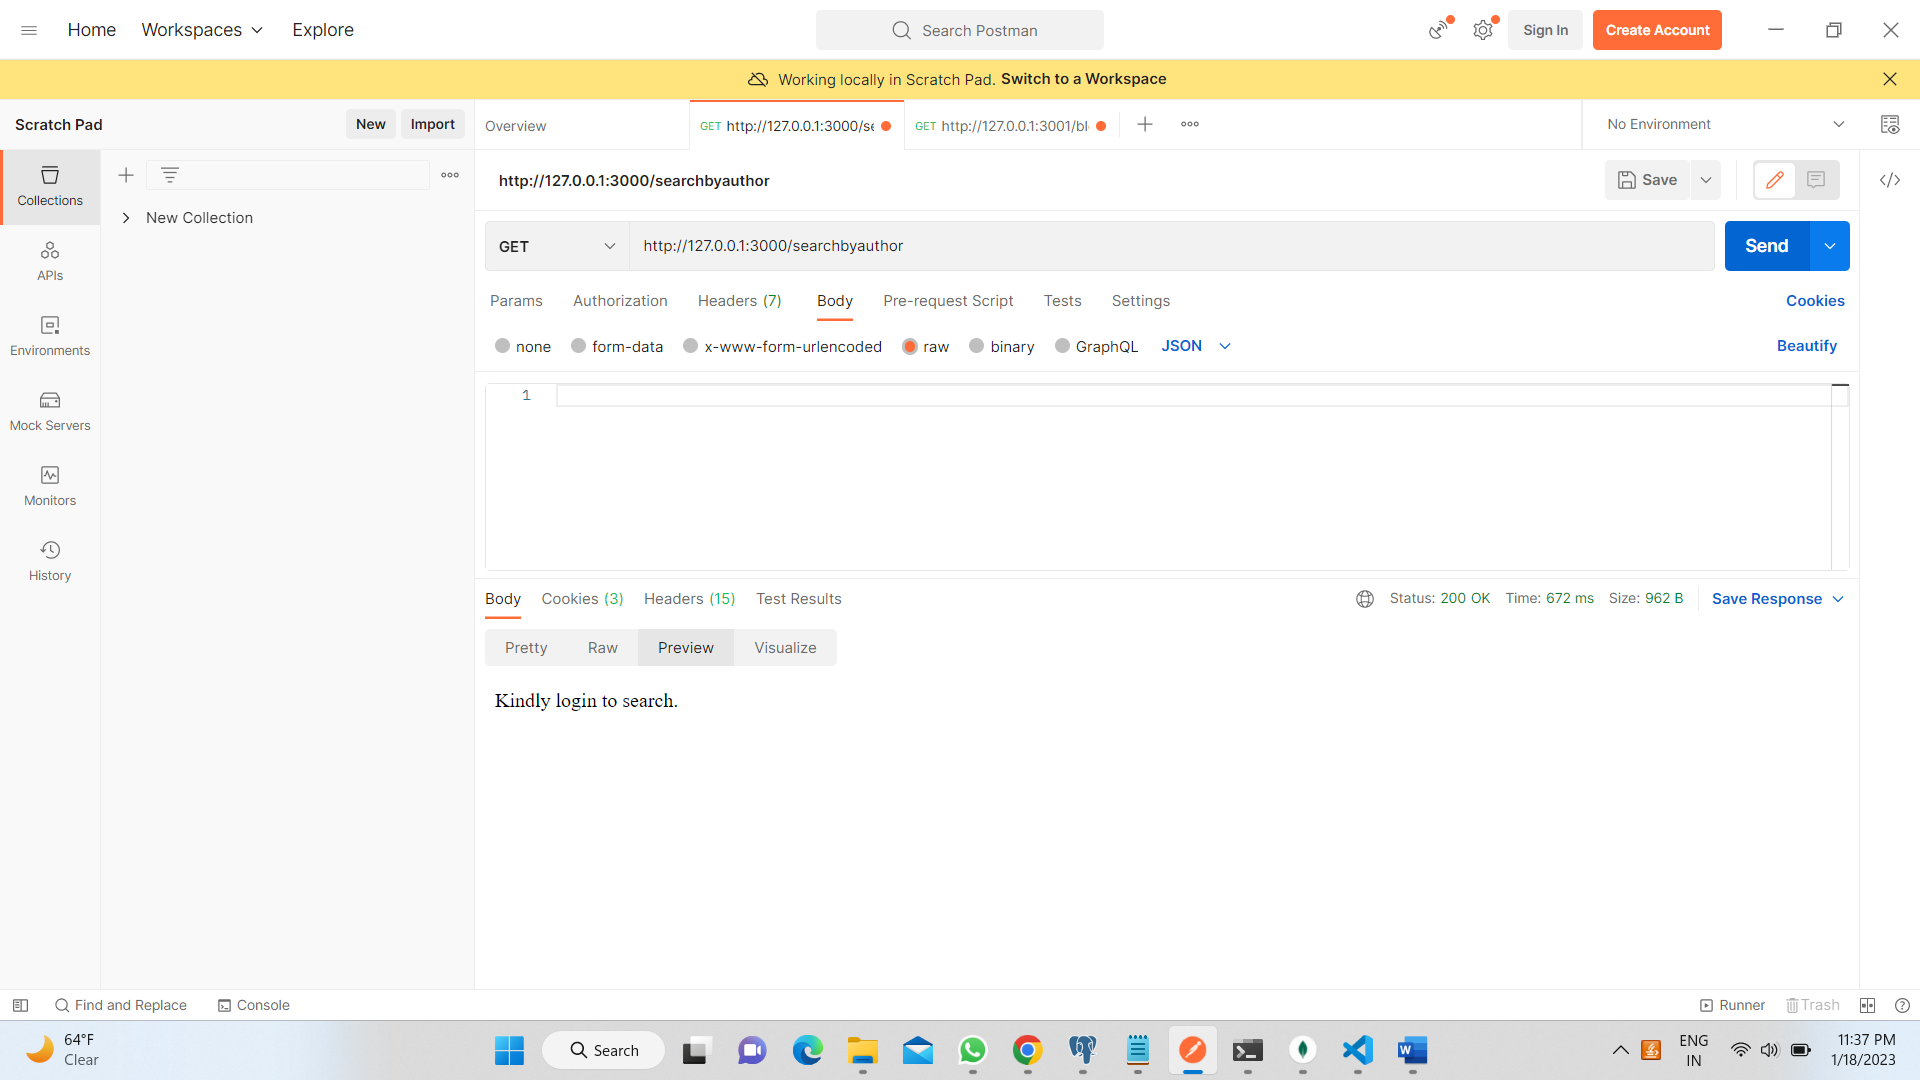 Home Workspaces Explore Search Postman Sign In Create Account
Working locally in Scratch Pad. Switch to a Workspace
Scratch Pad New Import Overview GET http://127.0.0.1:3000/se GET http://127.0.0.1:3001/bl No Environment
Collections
New Collection
APIs
Environments
Mock Servers
Monitors
History
http://127.0.0.1:3000/searchbyauthor Save
GET http://127.0.0.1:3000/searchbyauthor Send
Params Authorization Headers (7) Body Pre-request Script Tests Settings Cookies
none form-data x-www-form-urlencoded raw binary GraphQL JSON Beautify
1
Body Cookies (3) Headers (15) Test Results Status: 200 OK Time: 672 ms Size: 962 B Save Response
Pretty Raw Preview Visualize
Kindly login to search.
Find and Replace Console Runner Trash
64°F
Clear
Search
ENG
IN
11:37 PM
1/18/2023